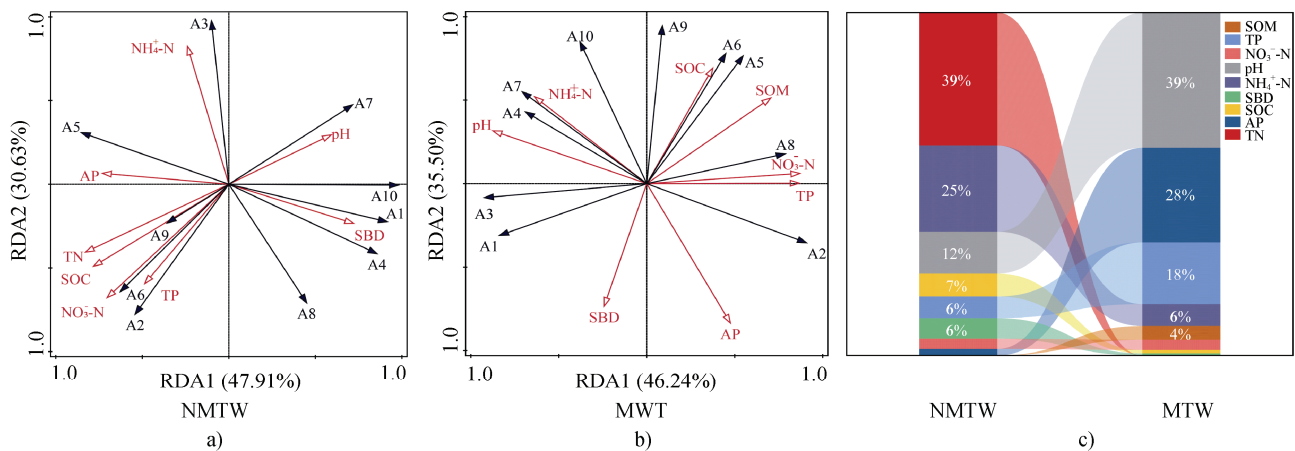 1.0
A3
NH₄⁺-N
A7
A5
pH
AP
RDA2 (30.63%)
A10
A1
A9
SBD
TN
A4
SOC
A6
TP
NO₃⁻-N
A2
A8
1.0
1.0
RDA1 (47.91%)
1.0
NMTW
a)
1.0
A9
A10
A6
SOC
A5
A7
NH₄⁺-N
SOM
A4
pH
A8
NO₃⁻-N
RDA2 (35.50%)
TP
A3
A1
A2
SBD
AP
1.0
1.0
RDA1 (46.24%)
1.0
MWT
b)
39%
25%
12%
7%
6%
6%
39%
28%
18%
6%
4%
SOM
TP
NO₃⁻-N
pH
NH₄⁺-N
SBD
SOC
AP
TN
NMTW
MTW
c)